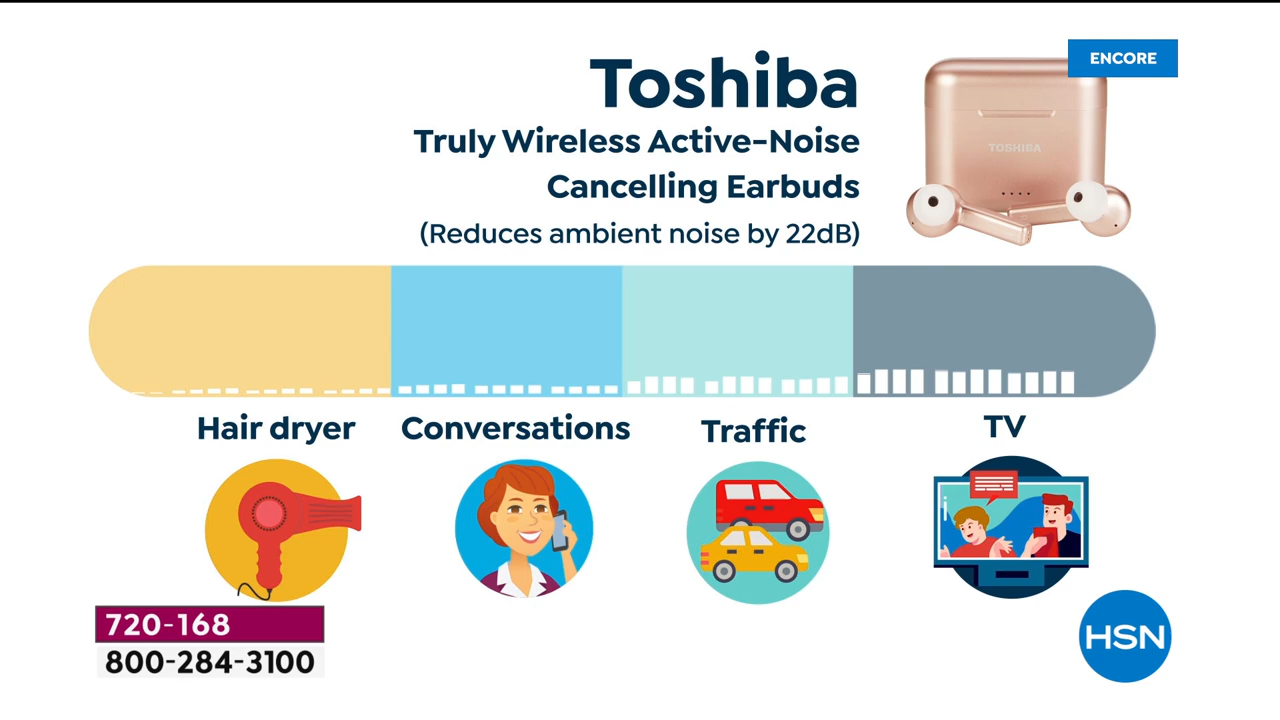 ENCORE
Toshiba
Truly Wireless Active-Noise
Cancelling Earbuds
(Reduces ambient noise by 22dB)
TOSHIBA
Hair dryer
Conversations
Traffic
TV
720-168
800-284-3100
HSN